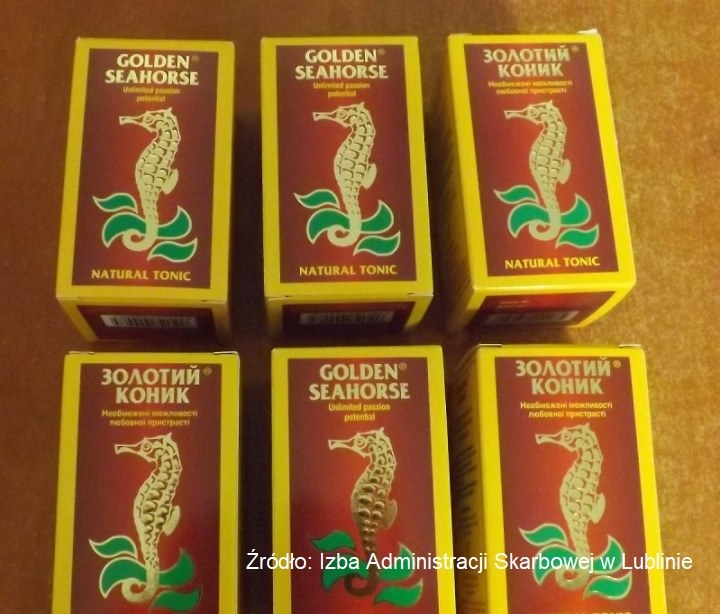 GOLDEN®
SEAHORSE
Unlimited passion
potential
NATURAL TONIC
GOLDEN®
SEAHORSE
Unlimited passion
potential
NATURAL TONIC
ЗОЛОТИЙ®
КОНИК
Необмежені можливості
любовної пристрасті
NATURAL TONIC
ЗОЛОТИЙ®
КОНИК
Необмежені можливості
любовної пристрасті
GOLDEN®
SEAHORSE
Unlimited passion
potential
ЗОЛОТИЙ®
КОНИК
Необмежені можливості
любовної пристрасті
Źródło: Izba Administracji Skarbowej w Lublinie